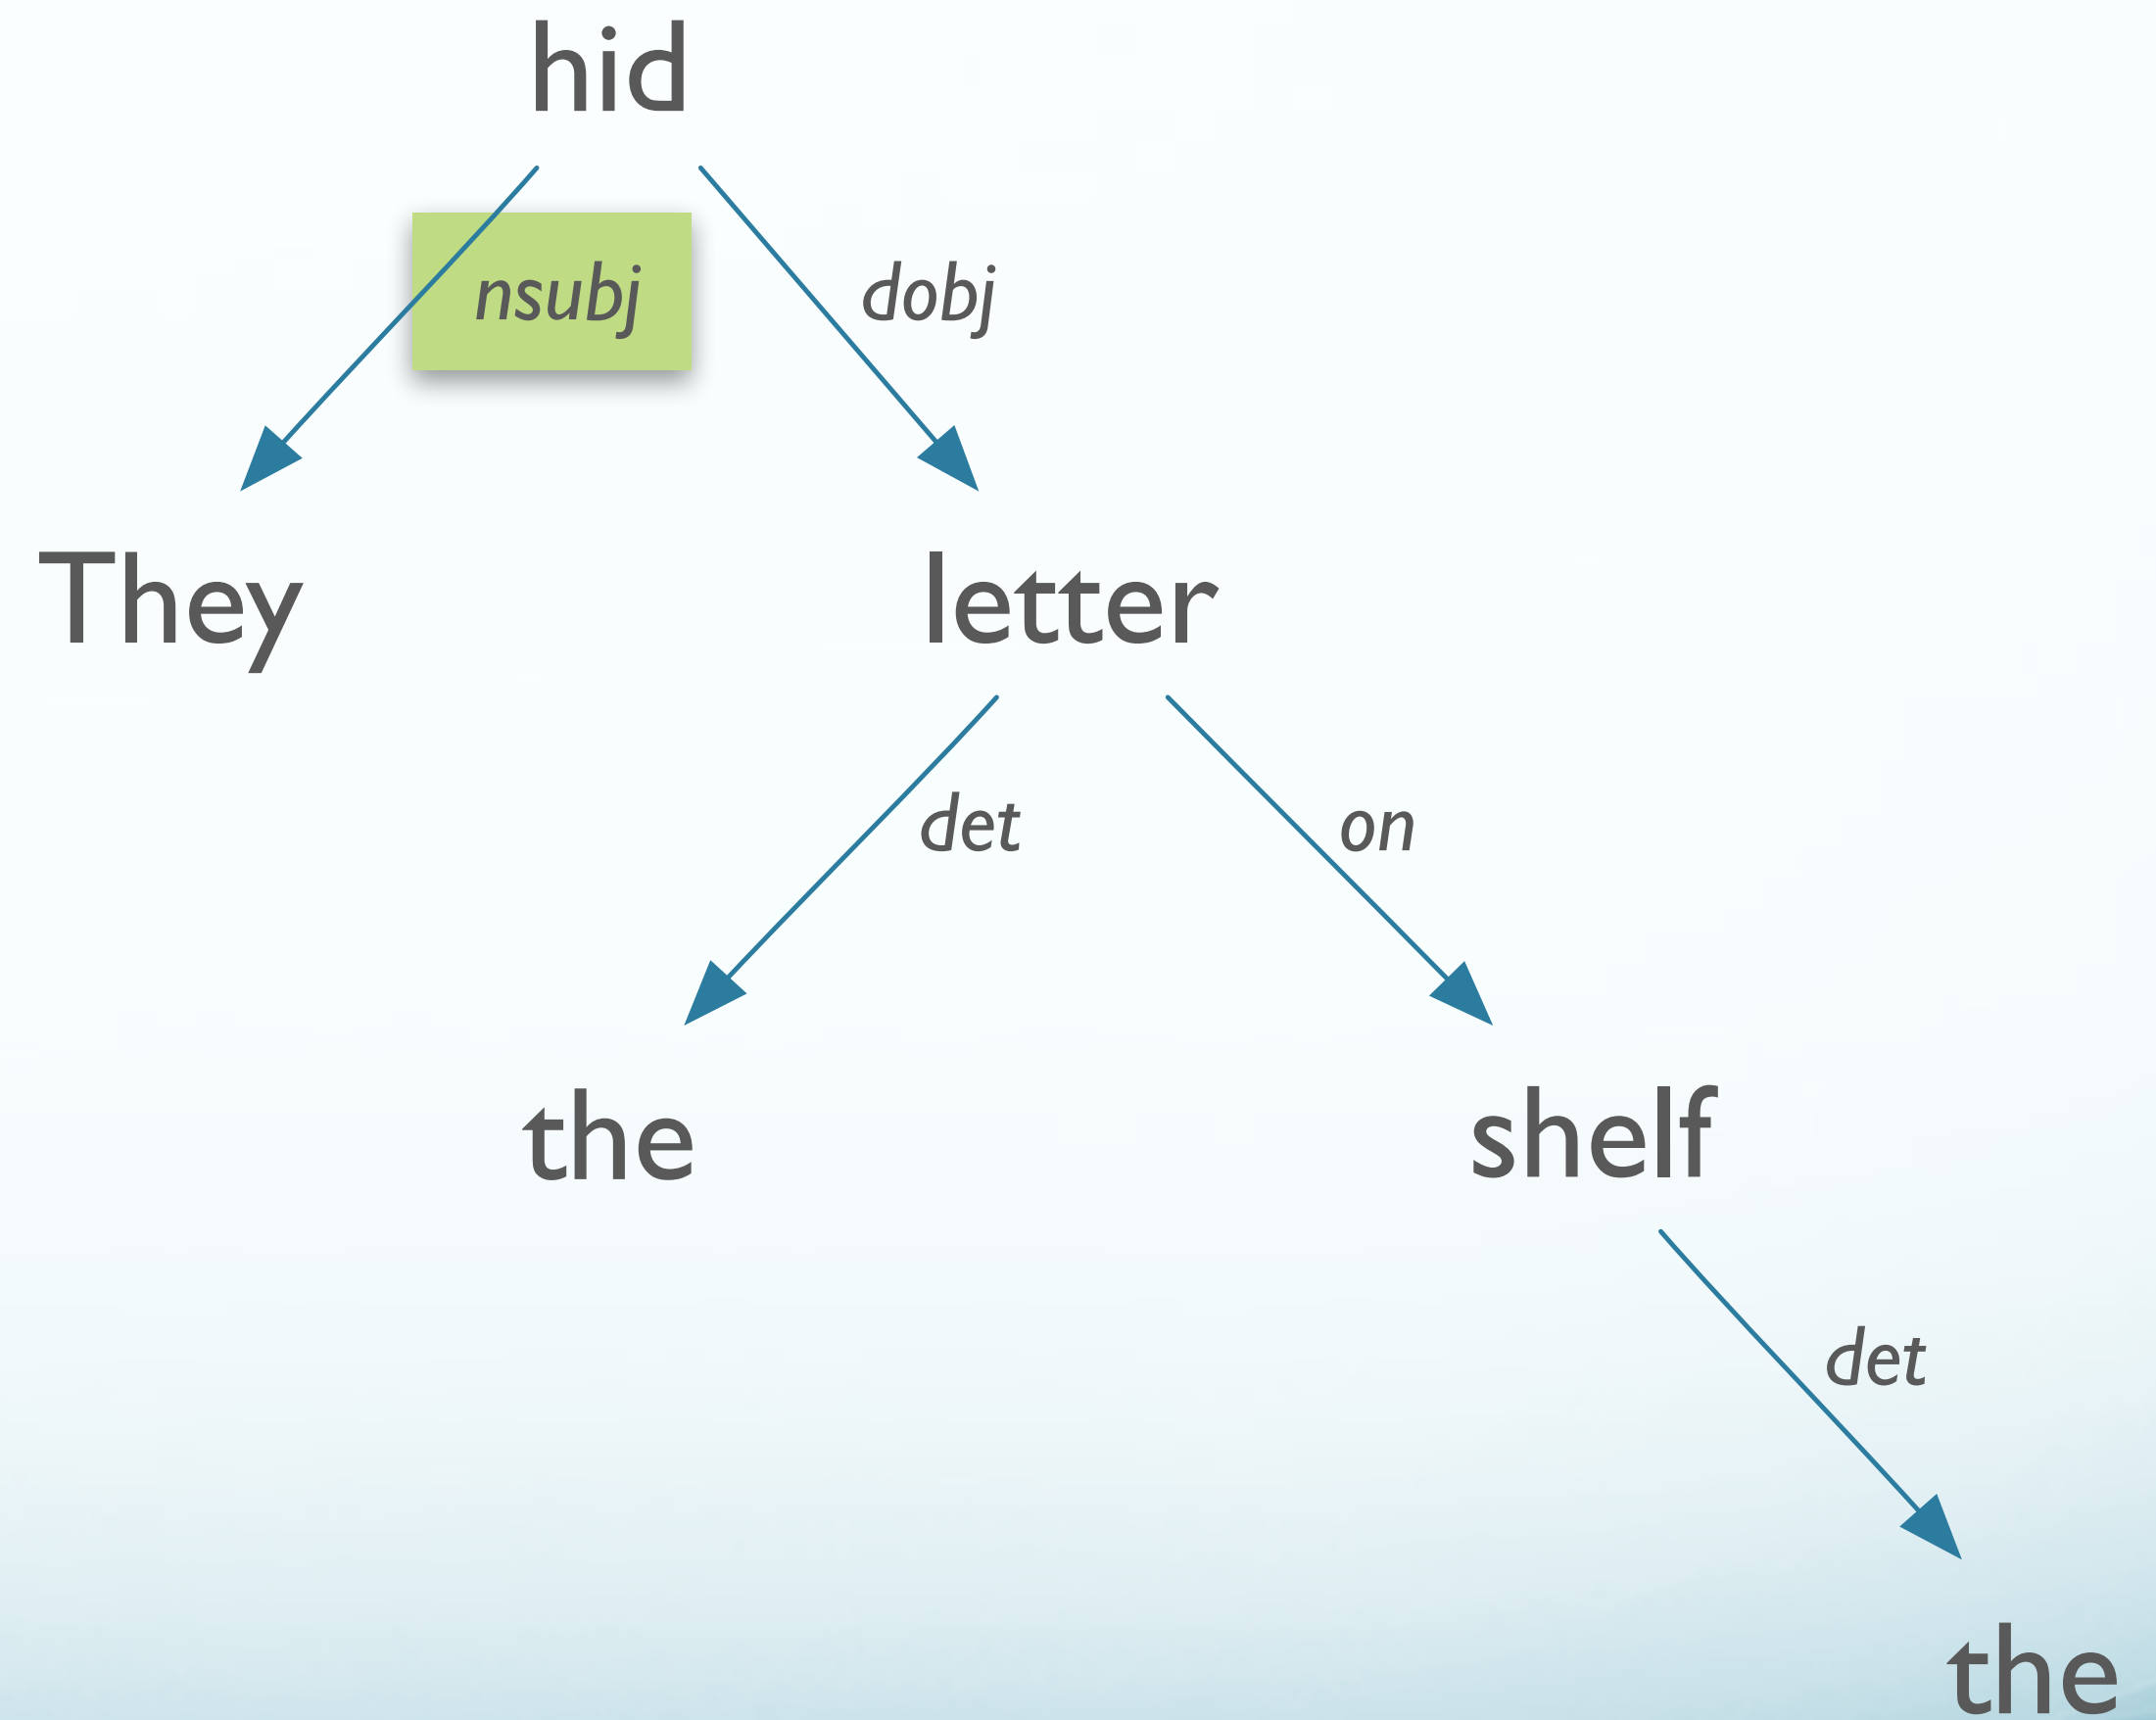 hid
nsubj
dobj
They
letter
det
on
the
shelf
det
the